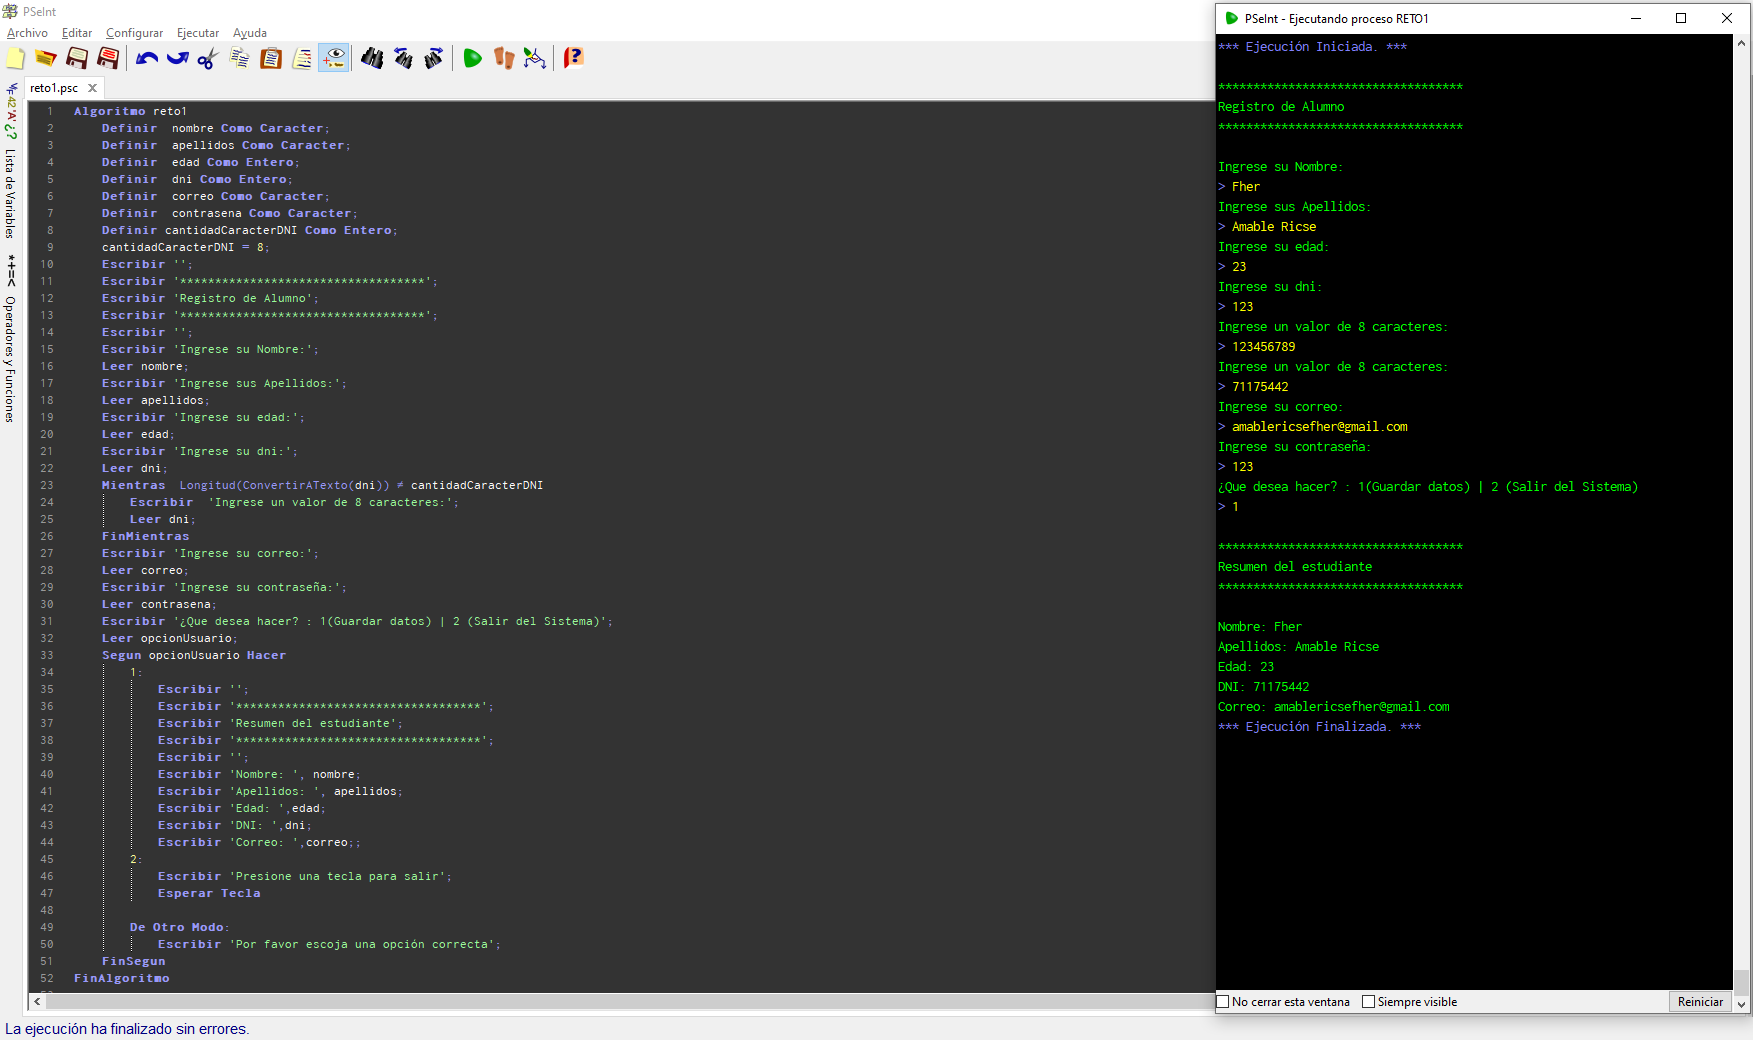 PSeInt
Archivo Editar Configurar Ejecutar Ayuda
reto1.psc
Lista de Variables
*+=< Operadores y Funciones
1 Algoritmo reto1
2 Definir nombre Como Caracter;
3 Definir apellidos Como Caracter;
4 Definir edad Como Entero;
5 Definir dni Como Entero;
6 Definir correo Como Caracter;
7 Definir contrasena Como Caracter;
8 Definir cantidadCaracterDNI Como Entero;
9 cantidadCaracterDNI = 8;
10 Escribir '';
11 Escribir '***********************************';
12 Escribir 'Registro de Alumno';
13 Escribir '***********************************';
14 Escribir '';
15 Escribir 'Ingrese su Nombre:';
16 Leer nombre;
17 Escribir 'Ingrese sus Apellidos:';
18 Leer apellidos;
19 Escribir 'Ingrese su edad:';
20 Leer edad;
21 Escribir 'Ingrese su dni:';
22 Leer dni;
23 Mientras Longitud(ConvertirATexto(dni)) ≠ cantidadCaracterDNI
24 Escribir 'Ingrese un valor de 8 caracteres:';
25 Leer dni;
26 FinMientras
27 Escribir 'Ingrese su correo:';
28 Leer correo;
29 Escribir 'Ingrese su contraseña:';
30 Leer contrasena;
31 Escribir '¿Que desea hacer? : 1(Guardar datos) | 2 (Salir del Sistema)';
32 Leer opcionUsuario;
33 Segun opcionUsuario Hacer
34 1:
35 Escribir '';
36 Escribir '***********************************';
37 Escribir 'Resumen del estudiante';
38 Escribir '***********************************';
39 Escribir '';
40 Escribir 'Nombre: ', nombre;
41 Escribir 'Apellidos: ', apellidos;
42 Escribir 'Edad: ',edad;
43 Escribir 'DNI: ',dni;
44 Escribir 'Correo: ',correo;;
45 2:
46 Escribir 'Presione una tecla para salir';
47 Esperar Tecla
48
49 De Otro Modo:
50 Escribir 'Por favor escoja una opción correcta';
51 FinSegun
52 FinAlgoritmo
La ejecución ha finalizado sin errores.
PSeInt - Ejecutando proceso RETO1
*** Ejecución Iniciada. ***
***********************************
Registro de Alumno
***********************************
Ingrese su Nombre:
> Fher
Ingrese sus Apellidos:
> Amable Ricse
Ingrese su edad:
> 23
Ingrese su dni:
> 123
Ingrese un valor de 8 caracteres:
> 123456789
Ingrese un valor de 8 caracteres:
> 71175442
Ingrese su correo:
> amablericsefher@gmail.com
Ingrese su contraseña:
> 123
¿Que desea hacer? : 1(Guardar datos) | 2 (Salir del Sistema)
> 1
***********************************
Resumen del estudiante
***********************************
Nombre: Fher
Apellidos: Amable Ricse
Edad: 23
DNI: 71175442
Correo: amablericsefher@gmail.com
*** Ejecución Finalizada. ***
No cerrar esta ventana Siempre visible Reiniciar